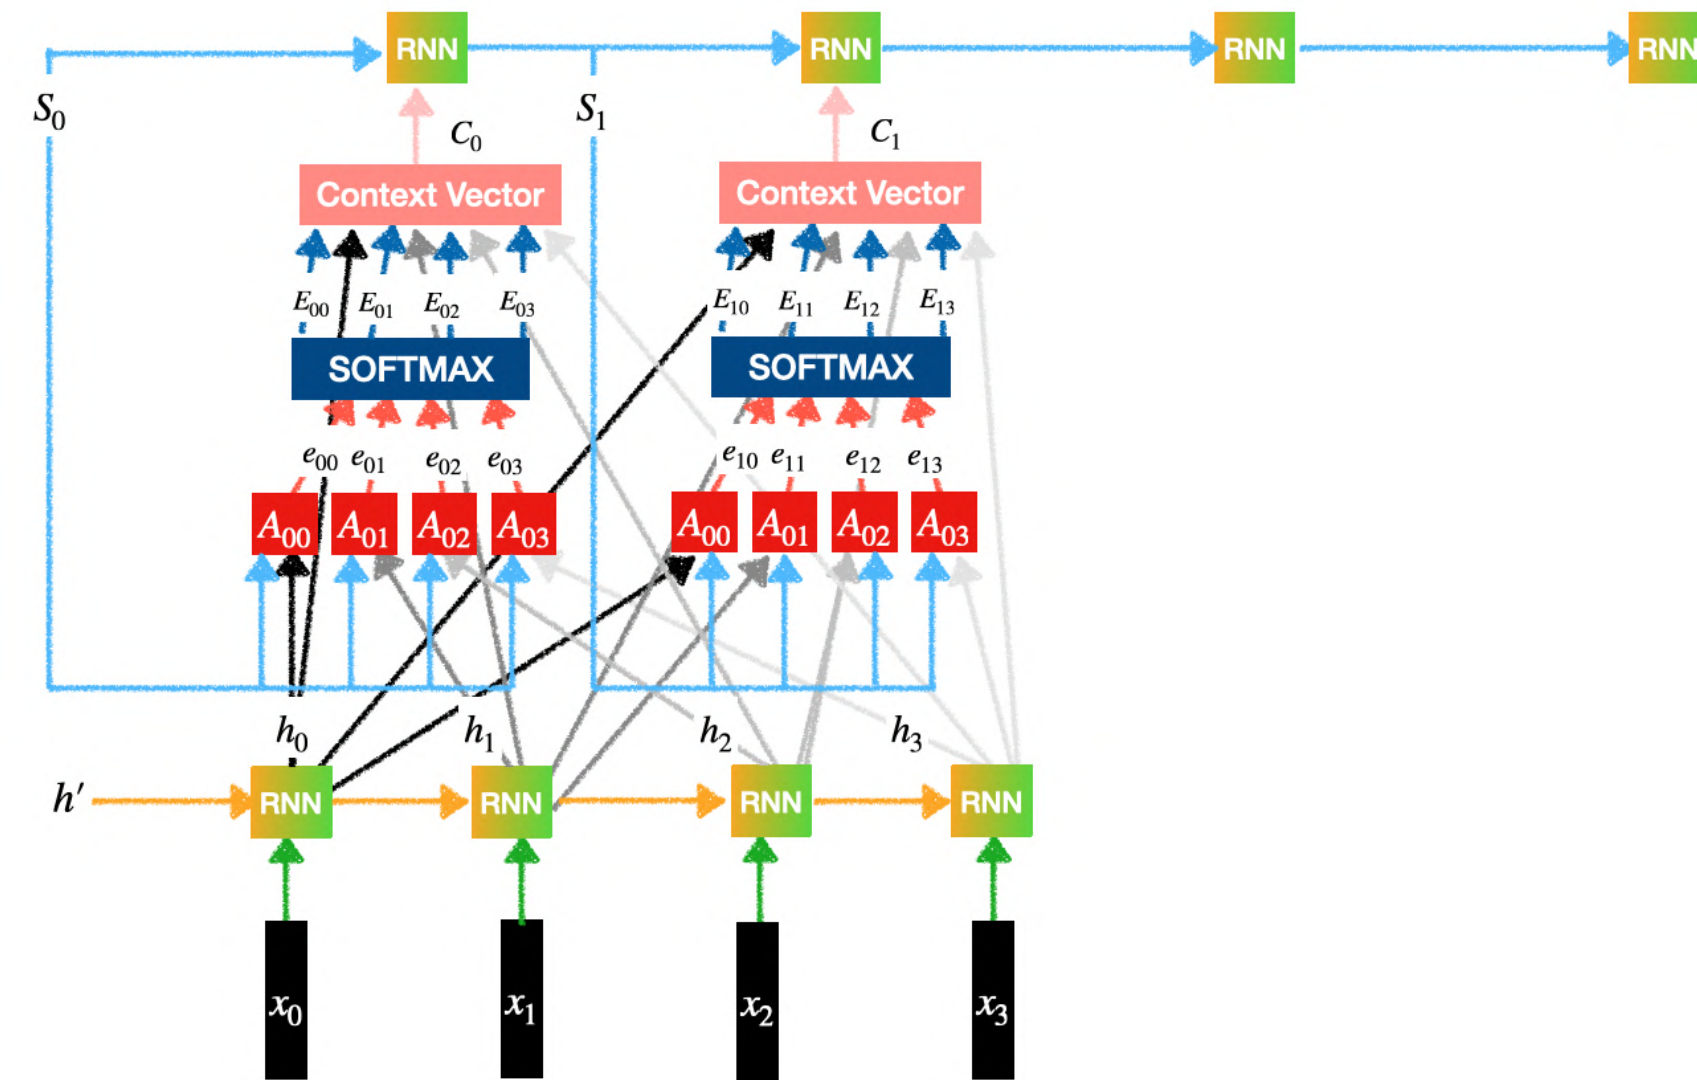 RNN RNN RNN RNN
S₀ S₁
C₀ C₁
Context Vector Context Vector
E₀₀ E₀₁ E₀₂ E₀₃ E₁₀ E₁₁ E₁₂ E₁₃
SOFTMAX SOFTMAX
e₀₀ e₀₁ e₀₂ e₀₃ e₁₀ e₁₁ e₁₂ e₁₃
A₀₀ A₀₁ A₀₂ A₀₃ A₀₀ A₀₁ A₀₂ A₀₃
h₀ h₁ h₂ h₃
h′ RNN RNN RNN RNN
x₀ x₁ x₂ x₃